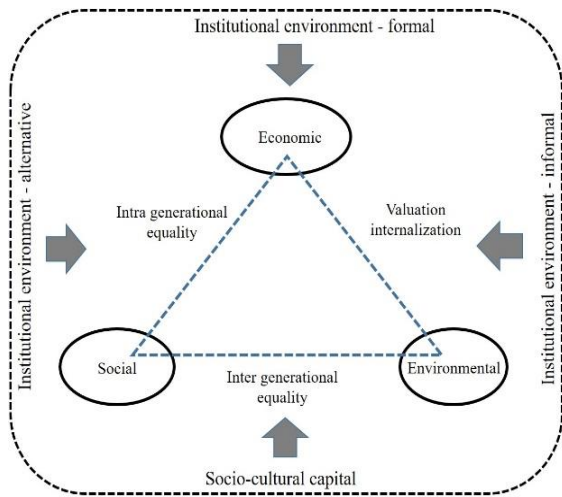 Institutional environment - formal
Economic
Institutional environment - alternative
Intra generational
equality
Valuation
internalization
Institutional environment - informal
Social
Environmental
Inter generational
equality
Socio-cultural capital